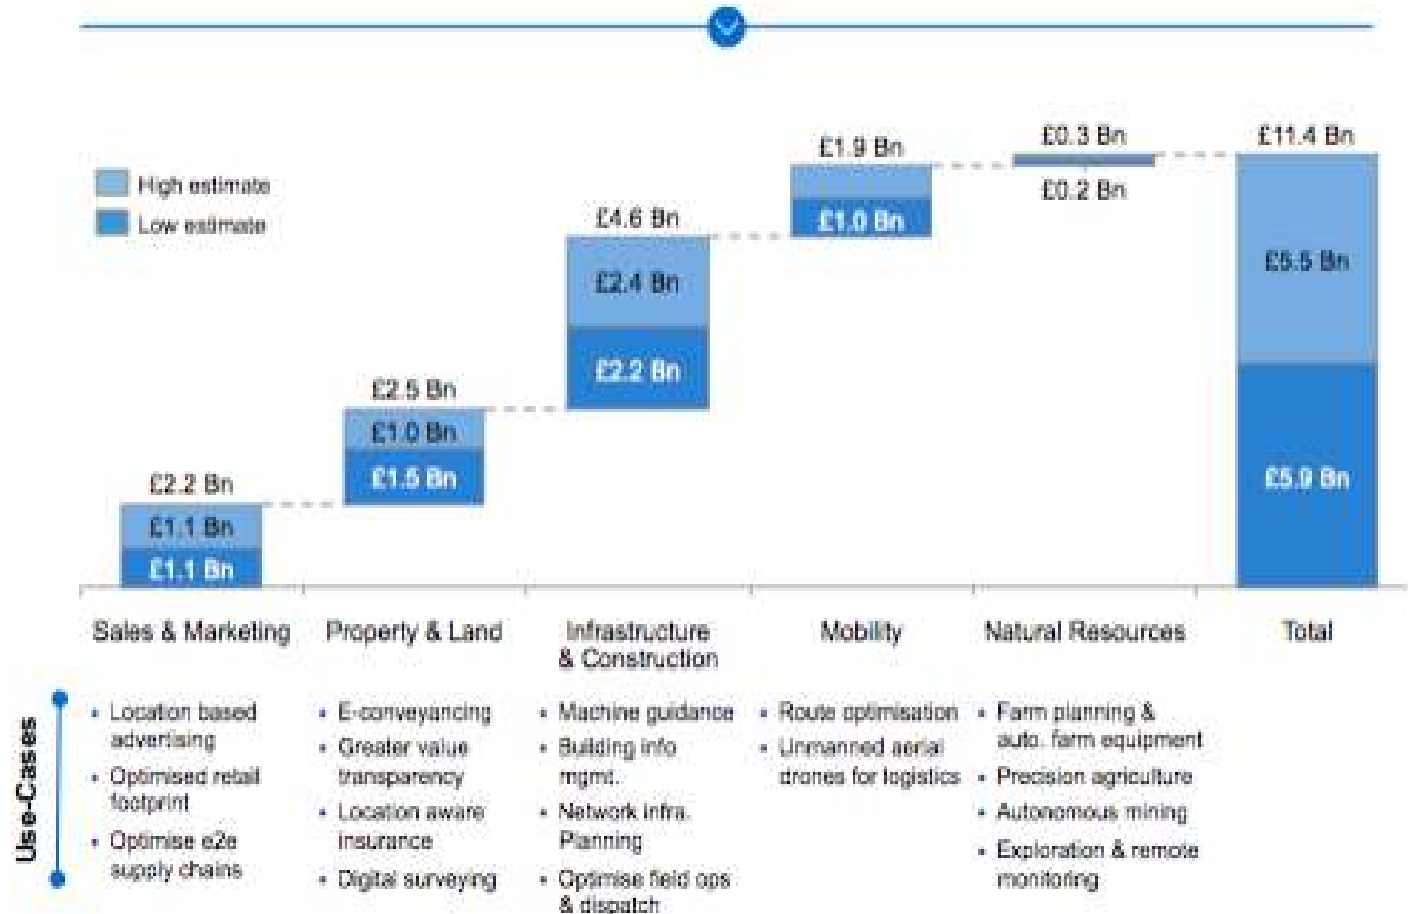 High estimate
Low estimate
£2.2 Bn
£1.1 Bn
£1.1 Bn
£2.5 Bn
£1.0 Bn
£1.5 Bn
£4.6 Bn
£2.4 Bn
£2.2 Bn
£1.9 Bn
£1.0 Bn
£0.3 Bn
£0.2 Bn
£11.4 Bn
£5.5 Bn
£5.9 Bn
Sales & Marketing
Property & Land
Infrastructure
& Construction
Mobility
Natural Resources
Total
Use-Cases
• Location based
advertising
• Optimised retail
footprint
• Optimise e2e
supply chains
• E-conveyancing
• Greater value
transparency
• Location aware
insurance
• Digital surveying
• Machine guidance
• Building info
mgmt.
• Network infra.
Planning
• Optimise field ops
& dispatch
• Route optimisation
• Unmanned aerial
drones for logistics
• Farm planning &
auto. farm equipment
• Precision agriculture
• Autonomous mining
• Exploration & remote
monitoring